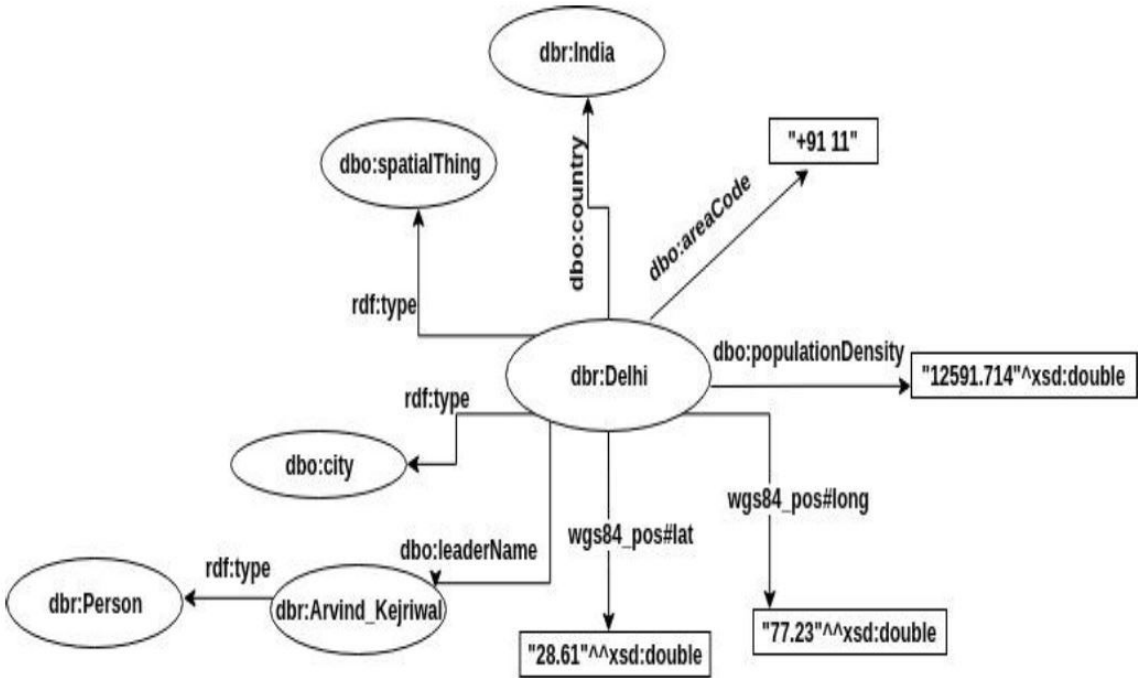 dbr:India
"+91 11"
dbo:spatialThing
dbo:country
dbo:areaCode
rdf:type
dbo:populationDensity
dbr:Delhi
"12591.714"^xsd:double
rdf:type
dbo:city
wgs84_pos#long
wgs84_pos#lat
dbo:leaderName
rdf:type
dbr:Person
dbr:Arvind_Kejriwal
"77.23"^^xsd:double
"28.61"^^xsd:double